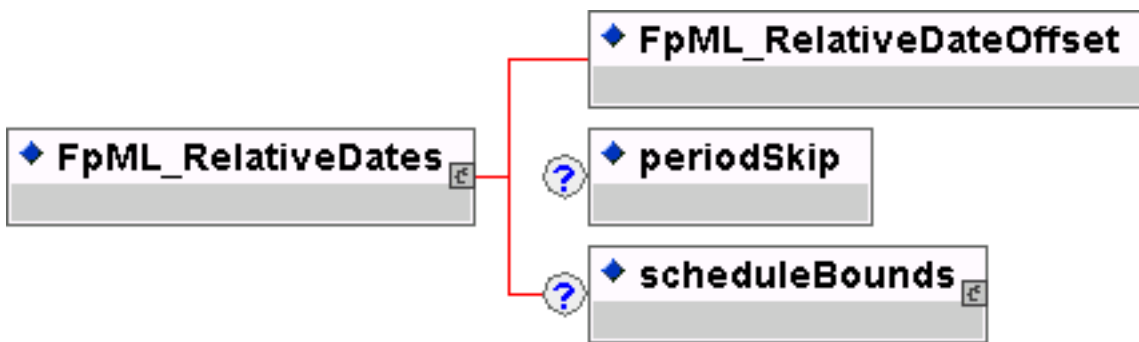 FpML_RelativeDateOffset
FpML_RelativeDates
? periodSkip
? scheduleBounds